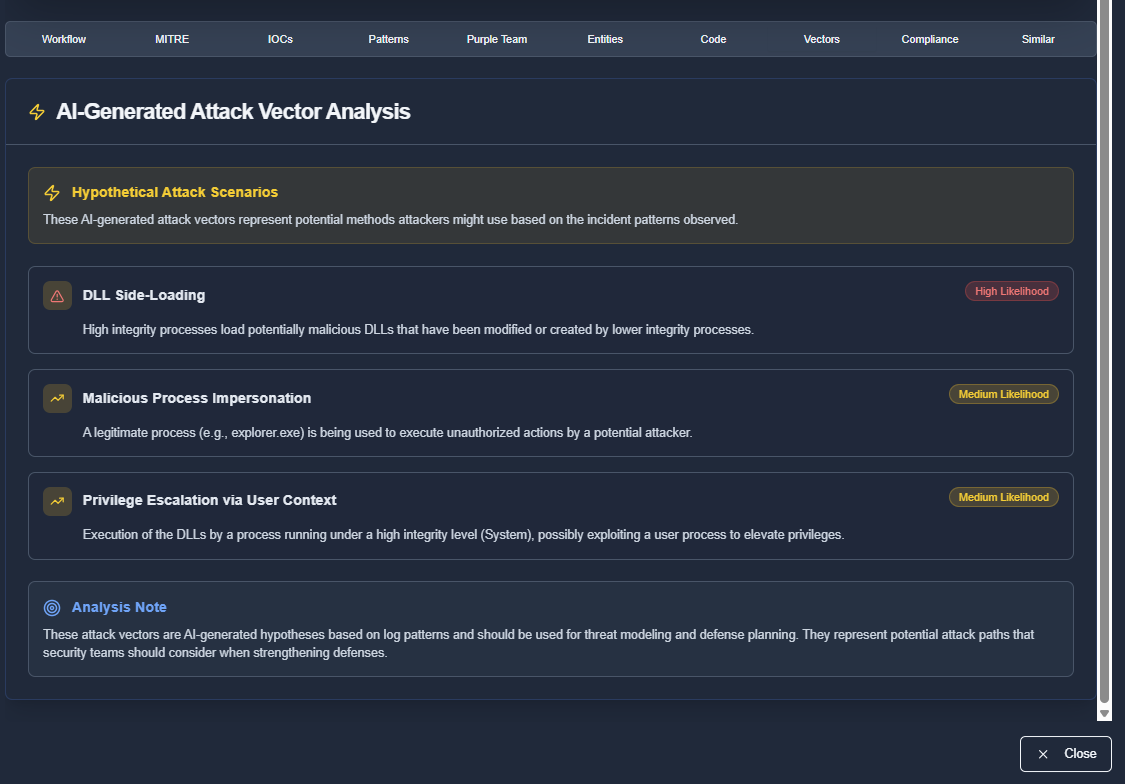 Workflow MITRE IOCs Patterns Purple Team Entities Code Vectors Compliance Similar
AI-Generated Attack Vector Analysis
Hypothetical Attack Scenarios
These AI-generated attack vectors represent potential methods attackers might use based on the incident patterns observed.
DLL Side-Loading
High Likelihood
High integrity processes load potentially malicious DLLs that have been modified or created by lower integrity processes.
Malicious Process Impersonation
Medium Likelihood
A legitimate process (e.g., explorer.exe) is being used to execute unauthorized actions by a potential attacker.
Privilege Escalation via User Context
Medium Likelihood
Execution of the DLLs by a process running under a high integrity level (System), possibly exploiting a user process to elevate privileges.
Analysis Note
These attack vectors are AI-generated hypotheses based on log patterns and should be used for threat modeling and defense planning. They represent potential attack paths that
security teams should consider when strengthening defenses.
Close